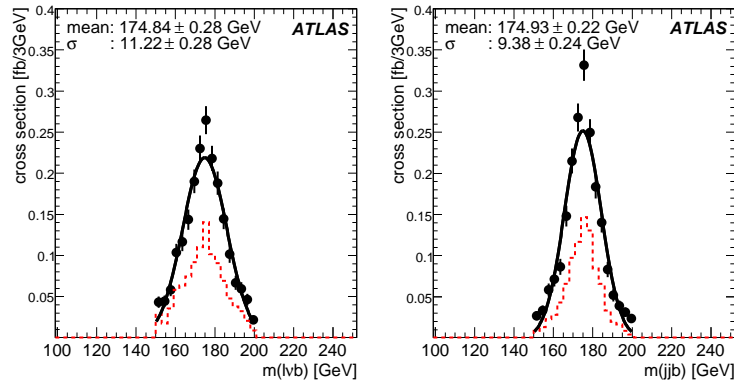 mean: 174.84 ± 0.28 GeV
σ : 11.22 ± 0.28 GeV
ATLAS
cross section [fb/3GeV]
0.4
0.35
0.3
0.25
0.2
0.15
0.1
0.05
100 120 140 160 180 200 220 240
m(lνb) [GeV]
mean: 174.93 ± 0.22 GeV
σ : 9.38 ± 0.24 GeV
ATLAS
cross section [fb/3GeV]
0.4
0.35
0.3
0.25
0.2
0.15
0.1
0.05
100 120 140 160 180 200 220 240
m(jjb) [GeV]